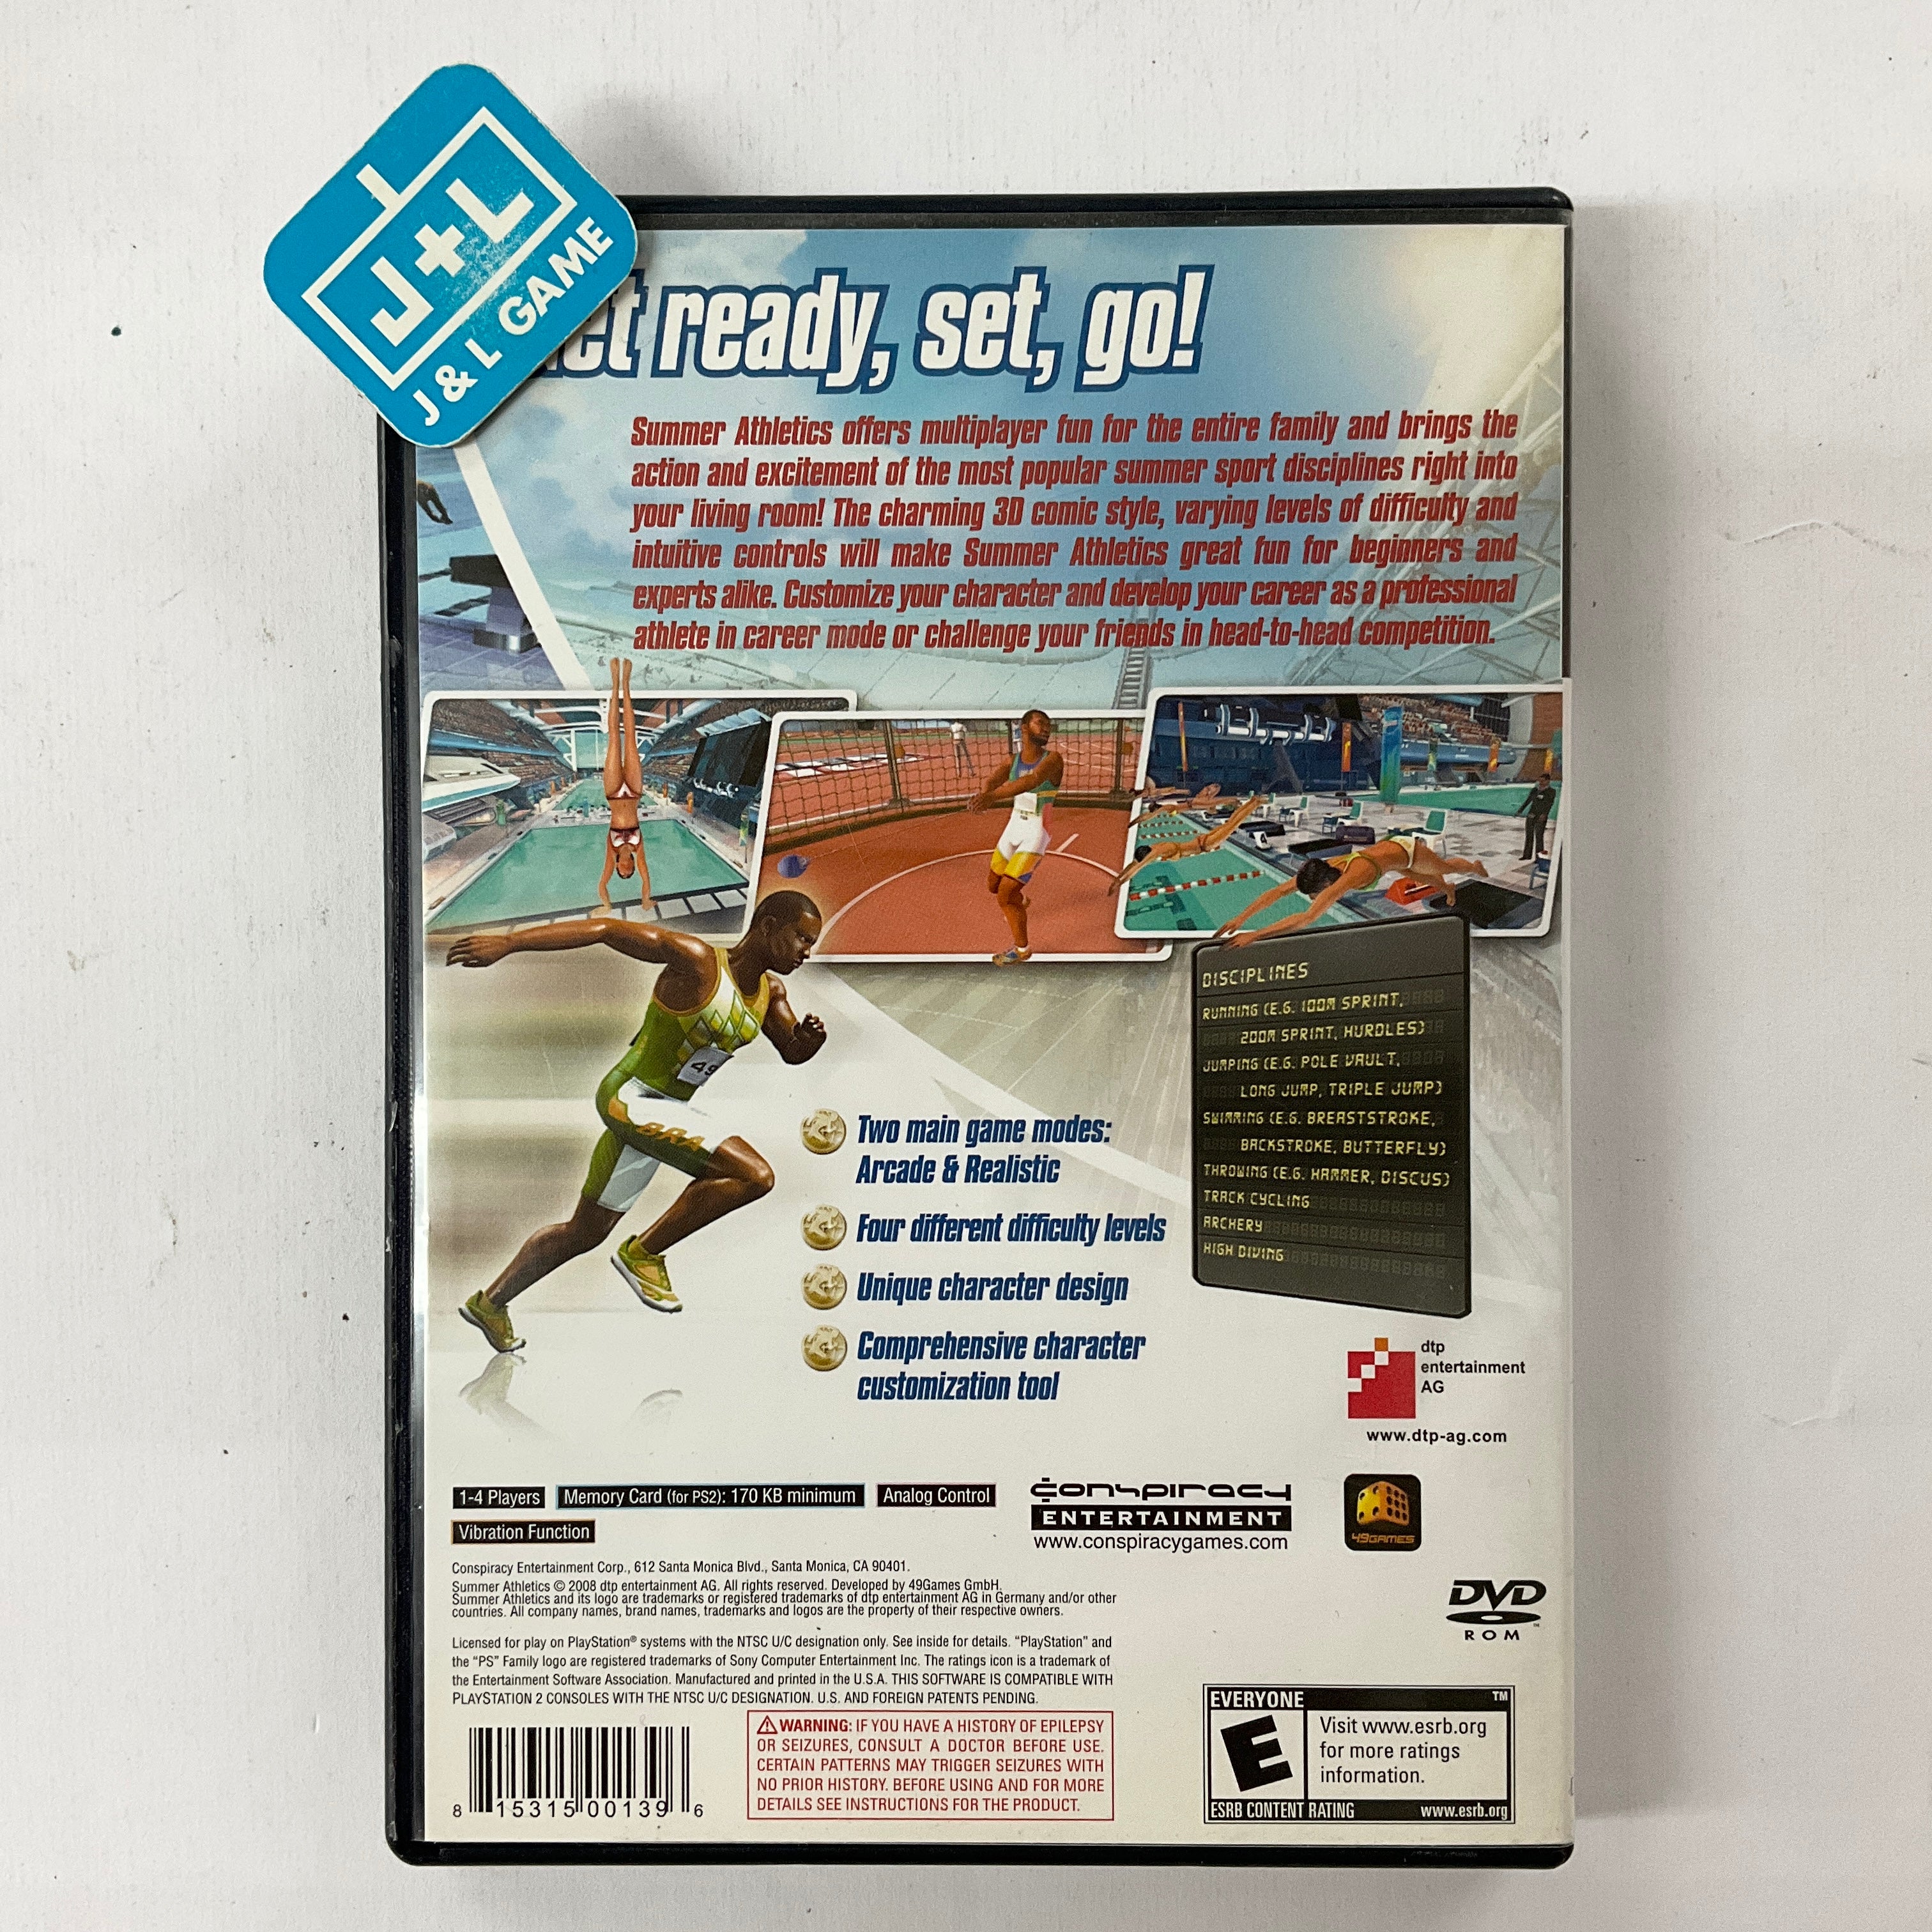 J+L
J & L GAME
ready, set, go!
Summer Athletics offers multiplayer fun for the entire family and brings the
action and excitement of the most popular summer sport disciplines right into
your living room! The charming 3D comic style, varying levels of difficulty and
intuitive controls will make Summer Athletics great fun for beginners and
experts alike. Customize your character and develop your career as a professional
athlete in career mode or challenge your friends in head-to-head competition.
49
BRA
DISCIPLINES
RUNNING (E.G. 100M SPRINT,
200M SPRINT, HURDLES)
JUMPING (E.G. POLE VAULT,
LONG JUMP, TRIPLE JUMP)
SWIMMING (E.G. BREASTSTROKE,
BACKSTROKE, BUTTERFLY)
THROWING (E.G. HAMMER, DISCUS)
TRACK CYCLING
ARCHERY
HIGH DIVING
Two main game modes:
Arcade & Realistic
Four different difficulty levels
Unique character design
Comprehensive character
customization tool
dtp
entertainment
AG
www.dtp-ag.com
1-4 Players
Memory Card (for PS2): 170 KB minimum
Analog Control
Vibration Function
conspiracy
ENTERTAINMENT
www.conspiracygames.com
49GAMES
Conspiracy Entertainment Corp., 612 Santa Monica Blvd., Santa Monica, CA 90401.
Summer Athletics © 2008 dtp entertainment AG. All rights reserved. Developed by 49Games GmbH.
Summer Athletics and its logo are trademarks or registered trademarks of dtp entertainment AG in Germany and/or other
countries. All company names, brand names, trademarks and logos are the property of their respective owners.
Licensed for play on PlayStation® systems with the NTSC U/C designation only. See inside for details. "PlayStation" and
the "PS" Family logo are registered trademarks of Sony Computer Entertainment Inc. The ratings icon is a trademark of
the Entertainment Software Association. Manufactured and printed in the U.S.A. THIS SOFTWARE IS COMPATIBLE WITH
PLAYSTATION 2 CONSOLES WITH THE NTSC U/C DESIGNATION. U.S. AND FOREIGN PATENTS PENDING.
DVD
ROM
8 15315 00139 6
WARNING: IF YOU HAVE A HISTORY OF EPILEPSY
OR SEIZURES, CONSULT A DOCTOR BEFORE USE.
CERTAIN PATTERNS MAY TRIGGER SEIZURES WITH
NO PRIOR HISTORY. BEFORE USING AND FOR MORE
DETAILS SEE INSTRUCTIONS FOR THE PRODUCT.
EVERYONE ™
E
Visit www.esrb.org
for more ratings
information.
ESRB CONTENT RATING www.esrb.org